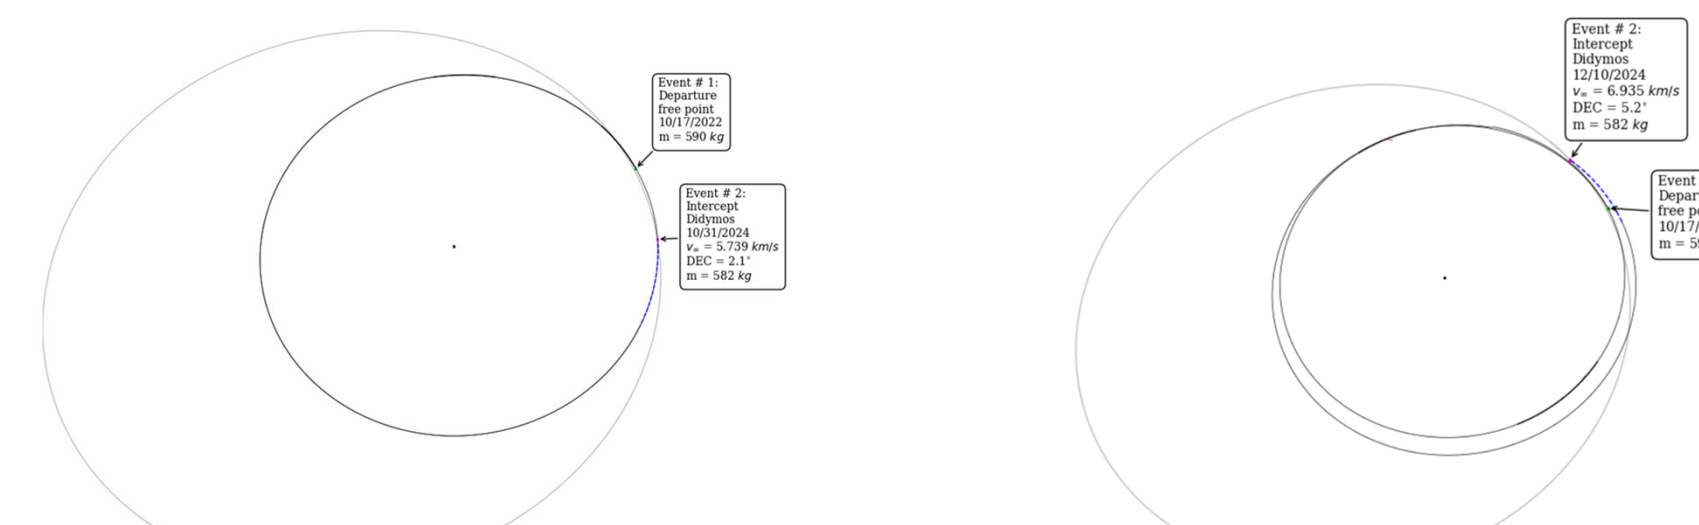 Event # 1:
Departure
free point
10/17/2022
m = 590 kg
Event # 2:
Intercept
Didymos
10/31/2024
v∞ = 5.739 km/s
DEC = 2.1°
m = 582 kg
Event # 2:
Intercept
Didymos
12/10/2024
v∞ = 6.935 km/s
DEC = 5.2°
m = 582 kg
Event
free
10/17/
m =